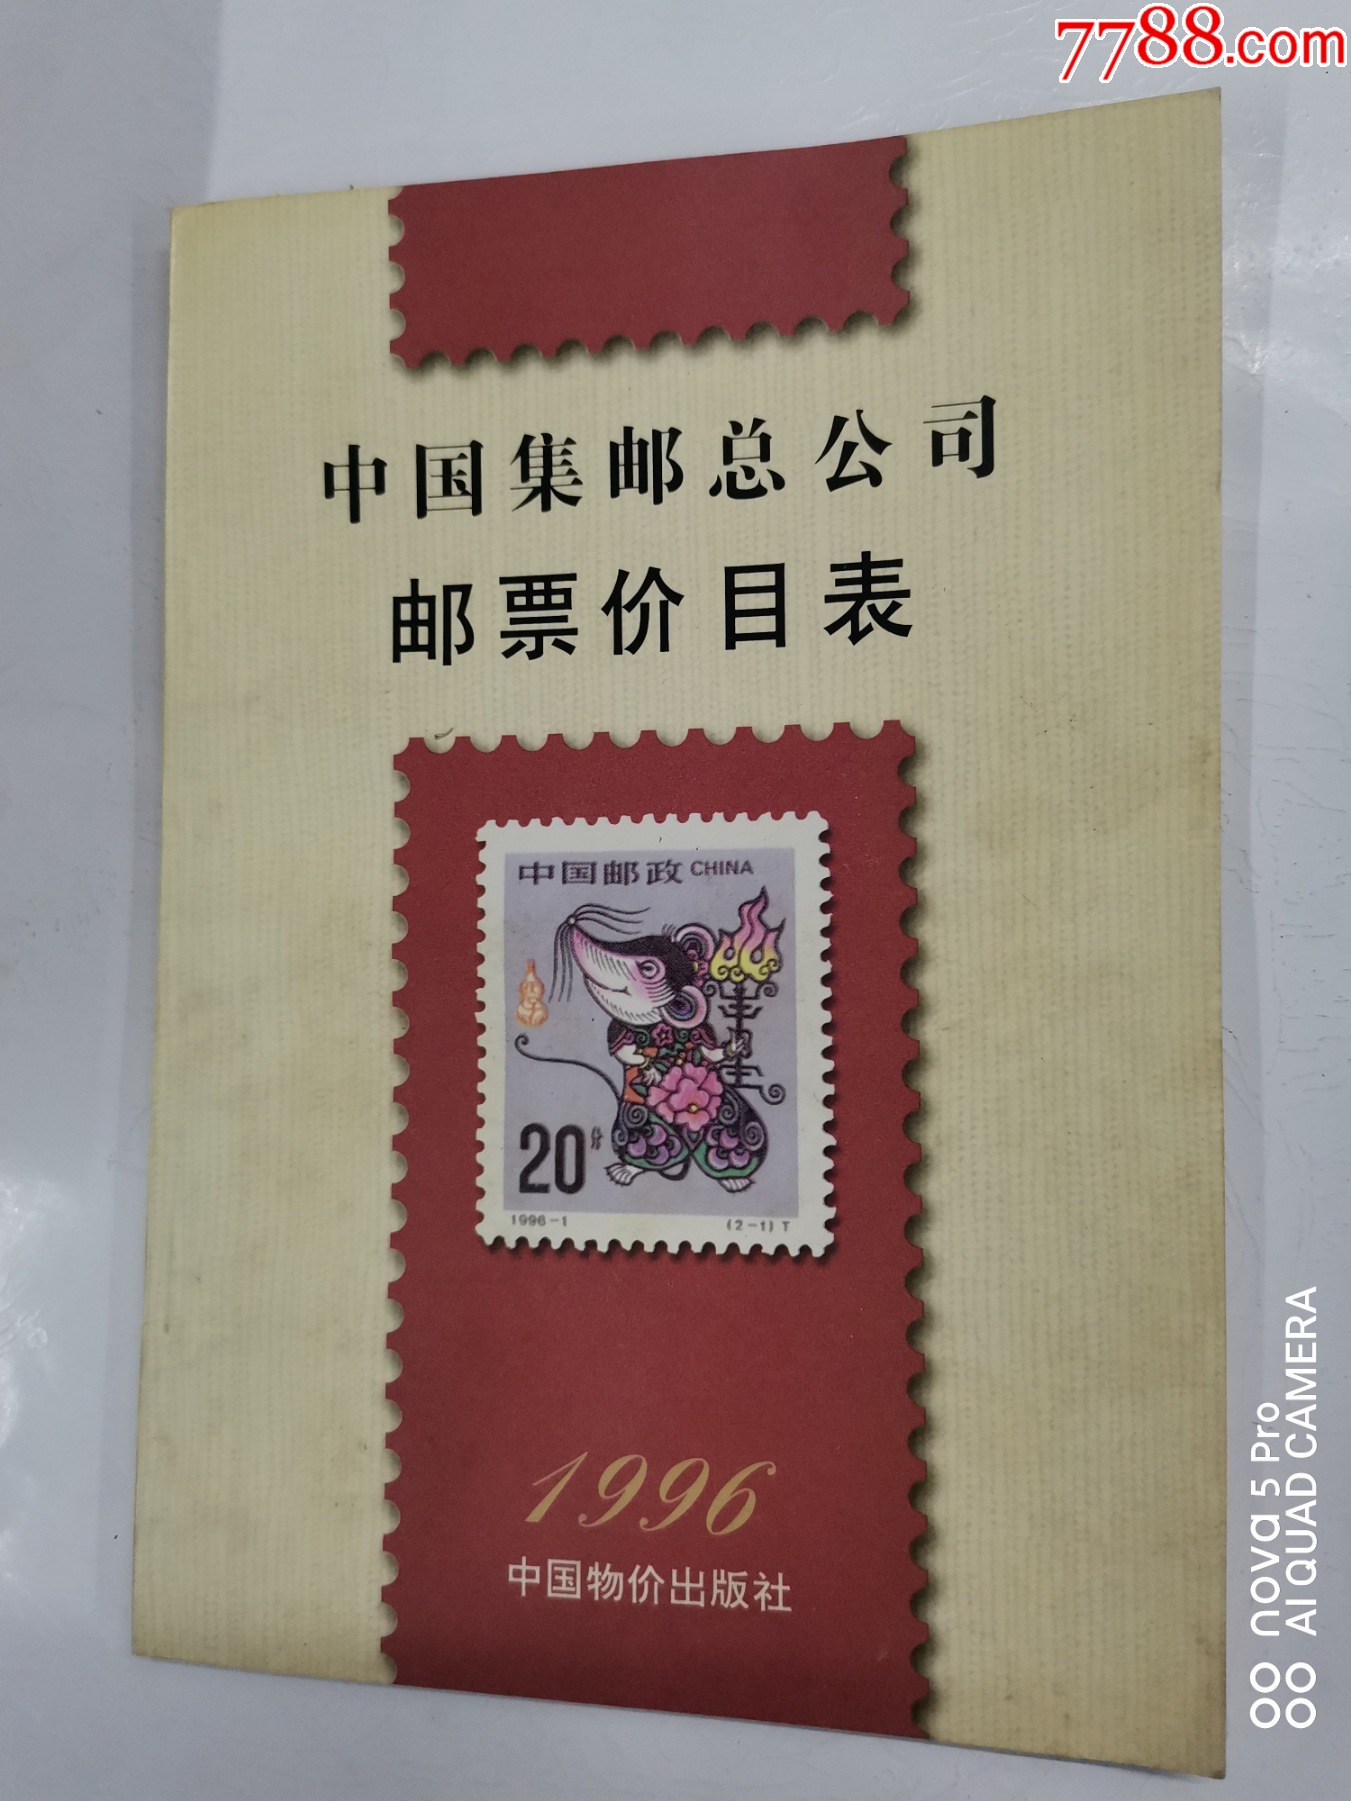 7788.com
中国集邮总公司
邮票价目表
中国邮政 CHINA
20分
1996-1
(2-1)T
1996
中国物价出版社
nova 5 Pro
AI QUAD CAMERA